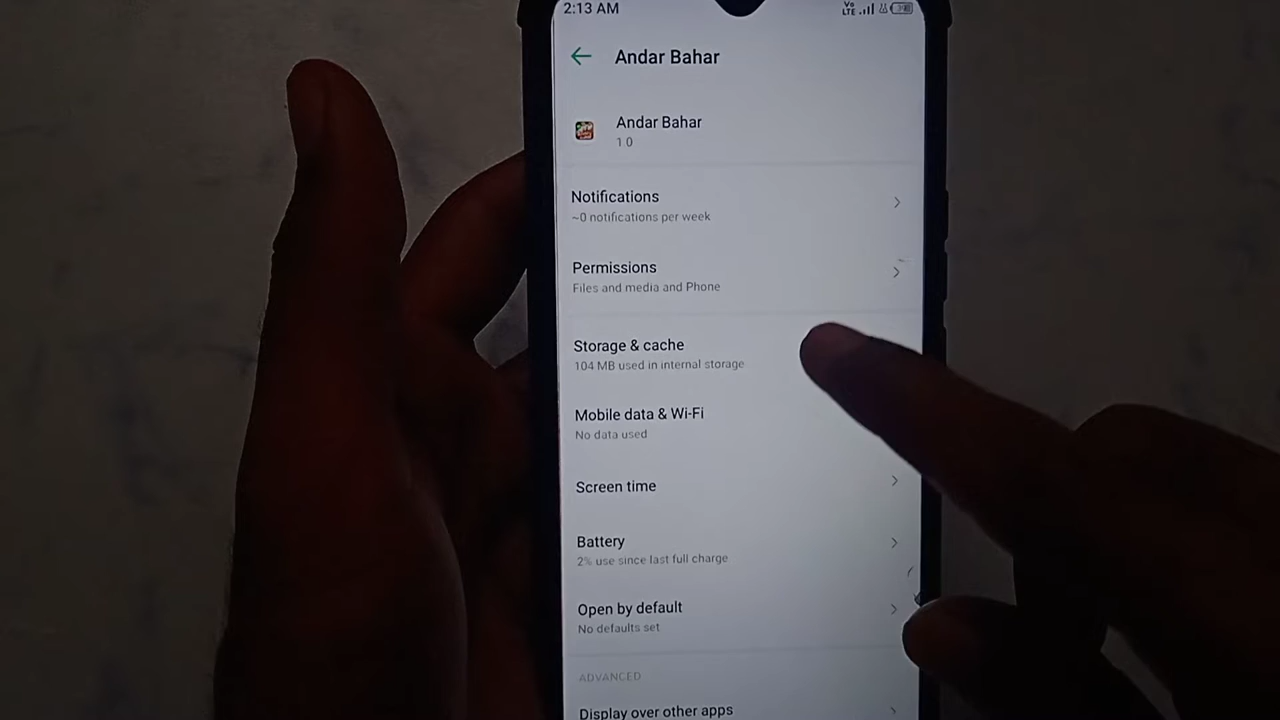 2:13 AM
Vo
LTE
Andar Bahar
Andar Bahar
1.0
Notifications
~0 notifications per week
Permissions
Files and media and Phone
Storage & cache
104 MB used in internal storage
Mobile data & Wi-Fi
No data used
Screen time
Battery
2% use since last full charge
Open by default
No defaults set
ADVANCED
Display over other apps